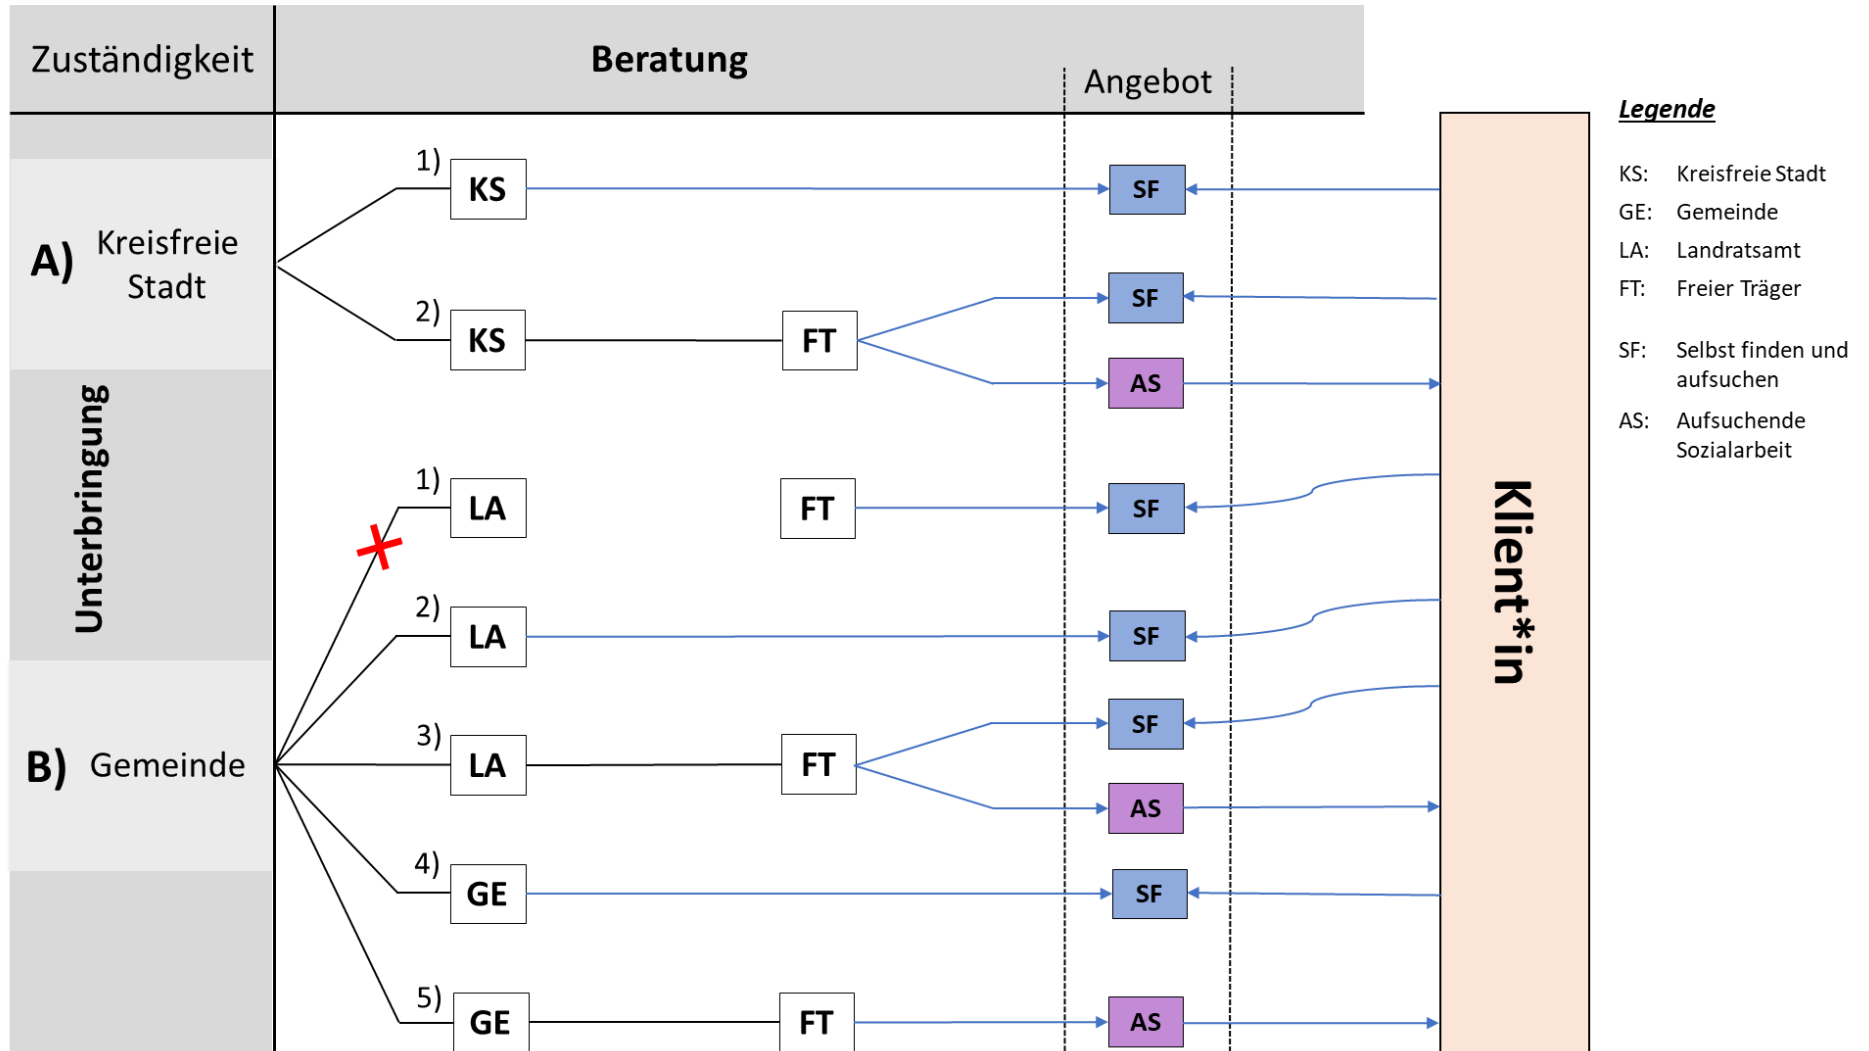 Zuständigkeit
Beratung
Angebot
Legende
KS: Kreisfreie Stadt
GE: Gemeinde
LA: Landratsamt
FT: Freier Träger
SF: Selbst finden und
aufsuchen
AS: Aufsuchende
Sozialarbeit
A) Kreisfreie
Stadt
1) KS
SF
2) KS
FT
SF
AS
Unterbringung
B) Gemeinde
1) LA
FT
SF
2) LA
SF
3) LA
FT
SF
AS
4) GE
SF
5) GE
FT
AS
Klient*in